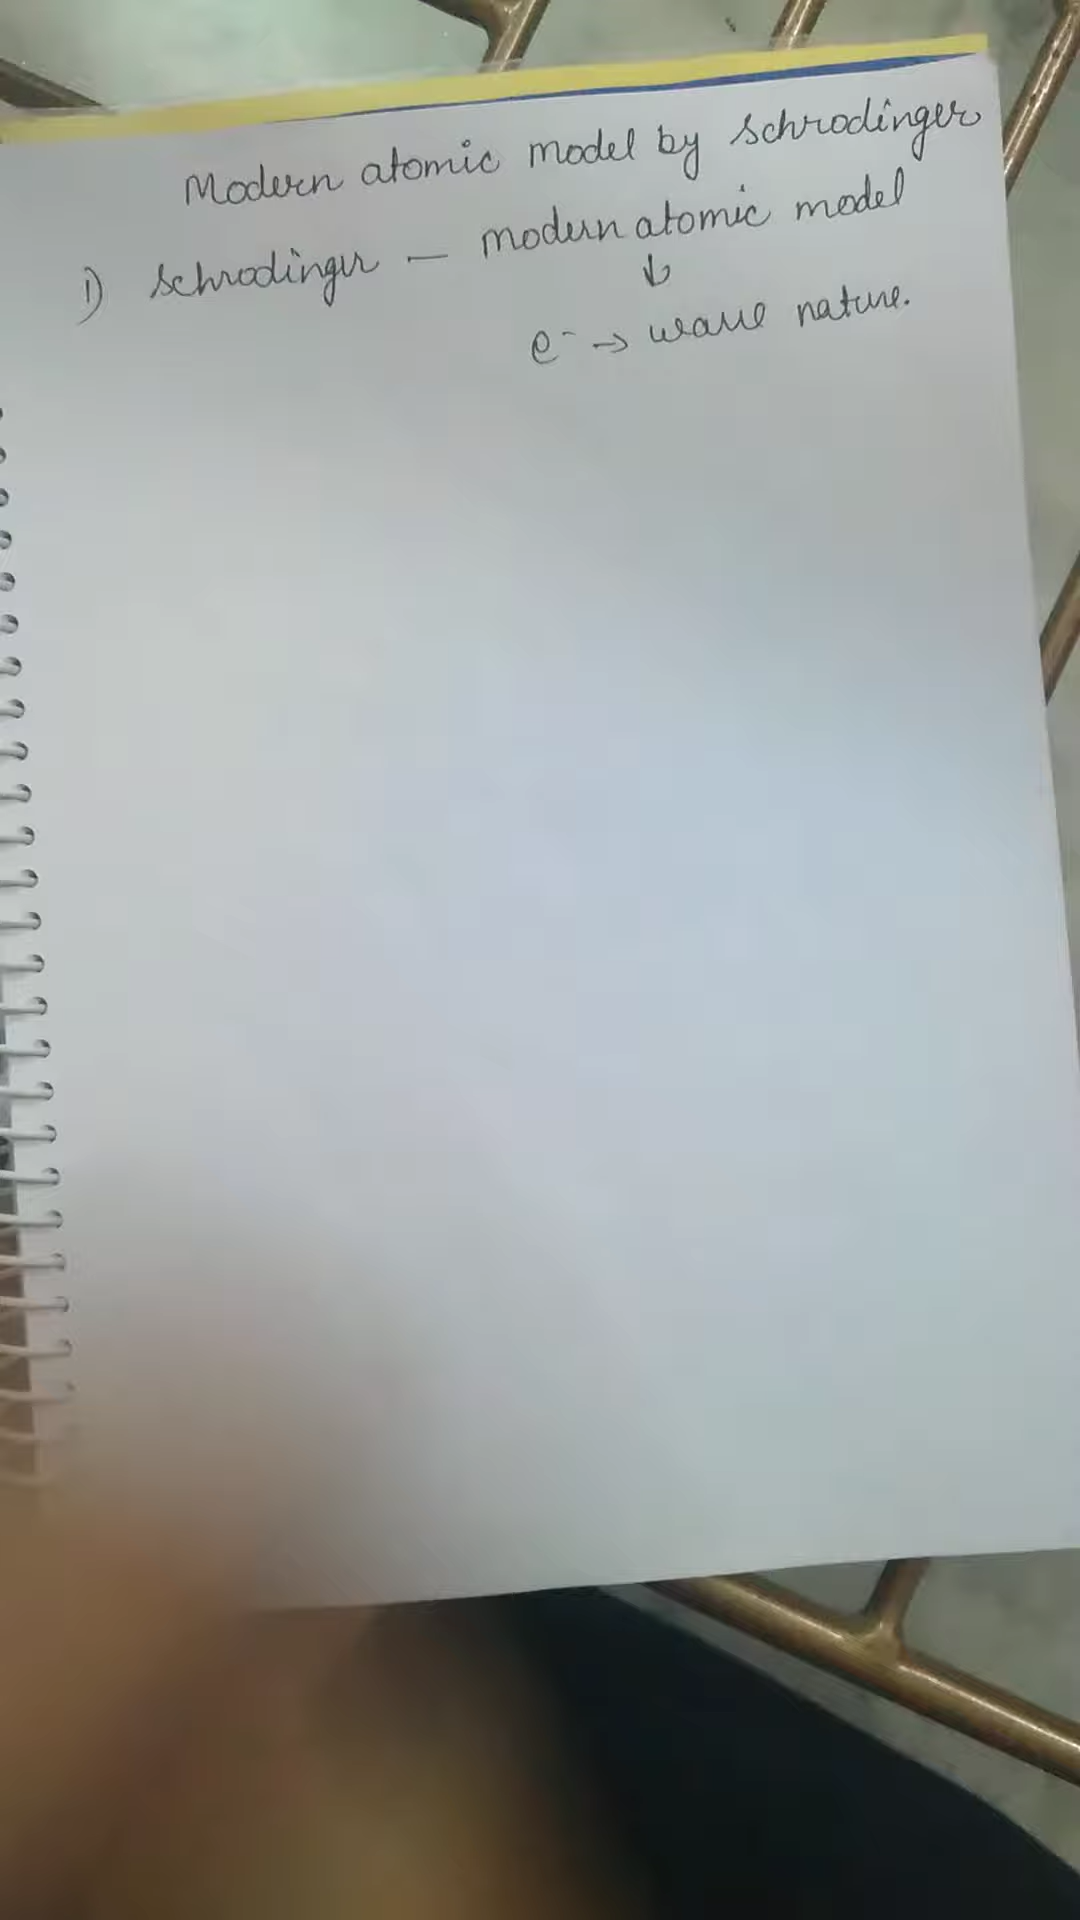 Modern atomic model by schrodinger
1) schrodinger — modern atomic model
↓
e⁻ → wave nature.